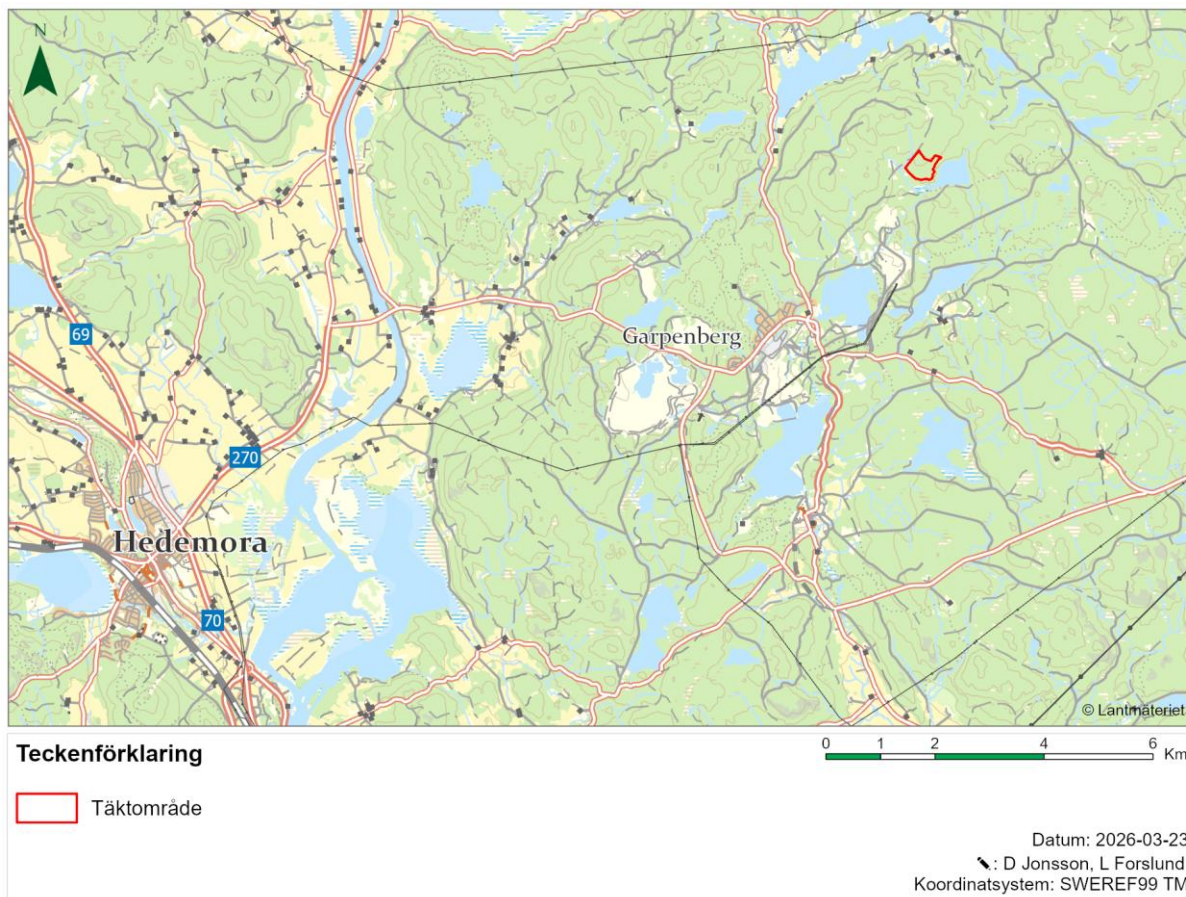 N
69
Garpenberg
270
Hedemora
70
© Lantmäteriet
Teckenförklaring
0 1 2 4 6
Km
Täktområde
Datum: 2026-03-23
: D Jonsson, L Forslund
Koordinatsystem: SWEREF99 TM